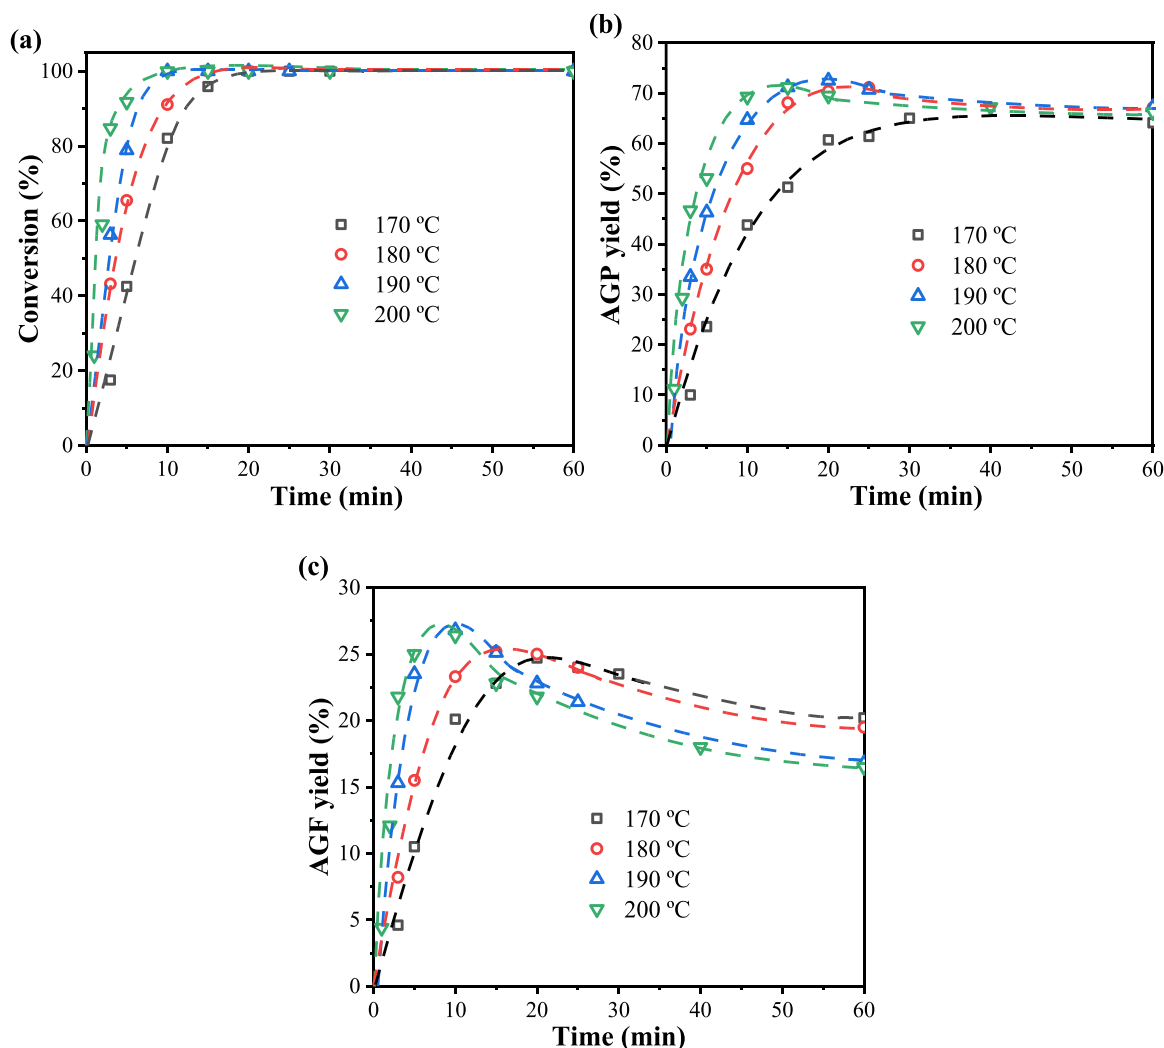 (a)
Conversion (%)
100
80
60
40
20
0
0 10 20 30 40 50 60
Time (min)
170 ºC
180 ºC
190 ºC
200 ºC
(b)
AGP yield (%)
80
70
60
50
40
30
20
10
0
0 10 20 30 40 50 60
Time (min)
170 ºC
180 ºC
190 ºC
200 ºC
(c)
AGF yield (%)
30
25
20
15
10
5
0
0 10 20 30 40 50 60
Time (min)
170 ºC
180 ºC
190 ºC
200 ºC